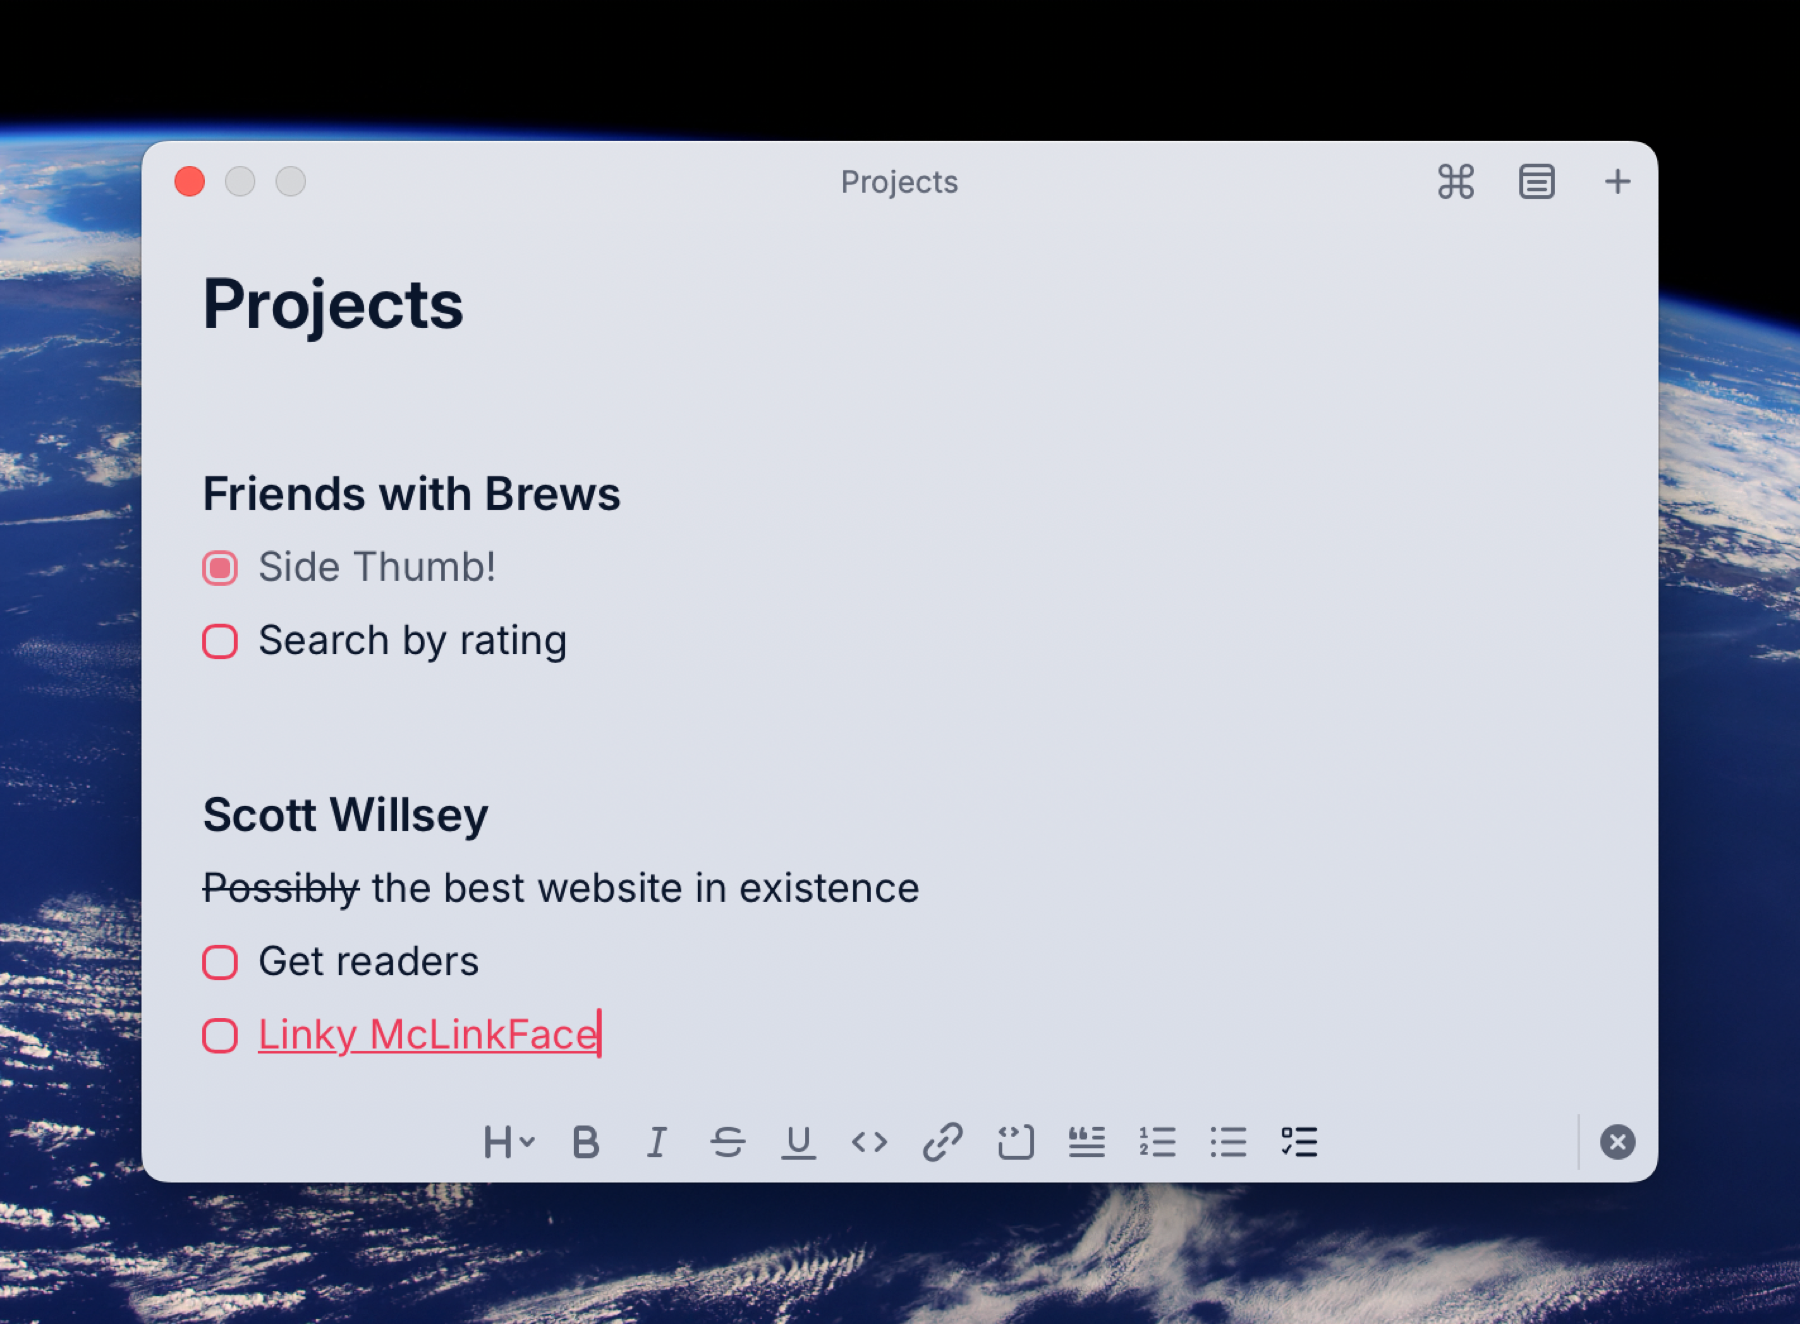 Projects
Projects
Friends with Brews
Side Thumb!
Search by rating
Scott Willsey
Possibly the best website in existence
Get readers
Linky McLinkFace
H B I S U